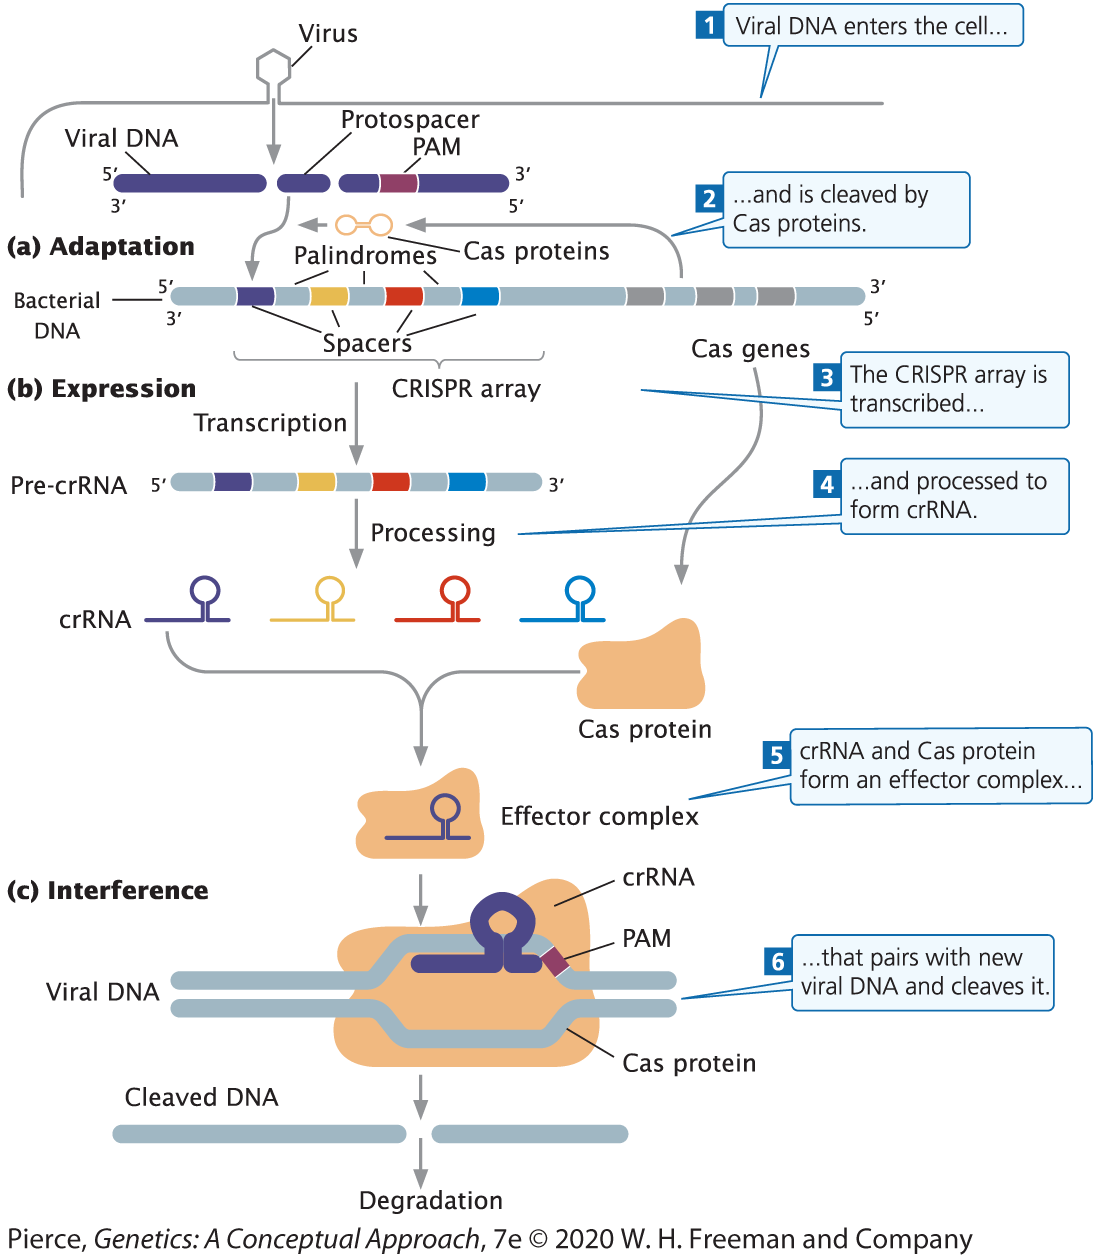 Virus
1 Viral DNA enters the cell...
Protospacer
Viral DNA
PAM
5′ 3′
3′ 5′
2 ...and is cleaved by
Cas proteins.
(a) Adaptation
Palindromes
Cas proteins
5′ 3′
Bacterial
DNA
3′ 5′
Spacers
Cas genes
CRISPR array
(b) Expression
3 The CRISPR array is
transcribed...
Transcription
Pre-crRNA 5′ 3′
4 ...and processed to
form crRNA.
Processing
crRNA
Cas protein
5 crRNA and Cas protein
form an effector complex...
Effector complex
(c) Interference
crRNA
PAM
6 ...that pairs with new
viral DNA and cleaves it.
Viral DNA
Cas protein
Cleaved DNA
Degradation
Pierce, Genetics: A Conceptual Approach, 7e © 2020 W. H. Freeman and Company